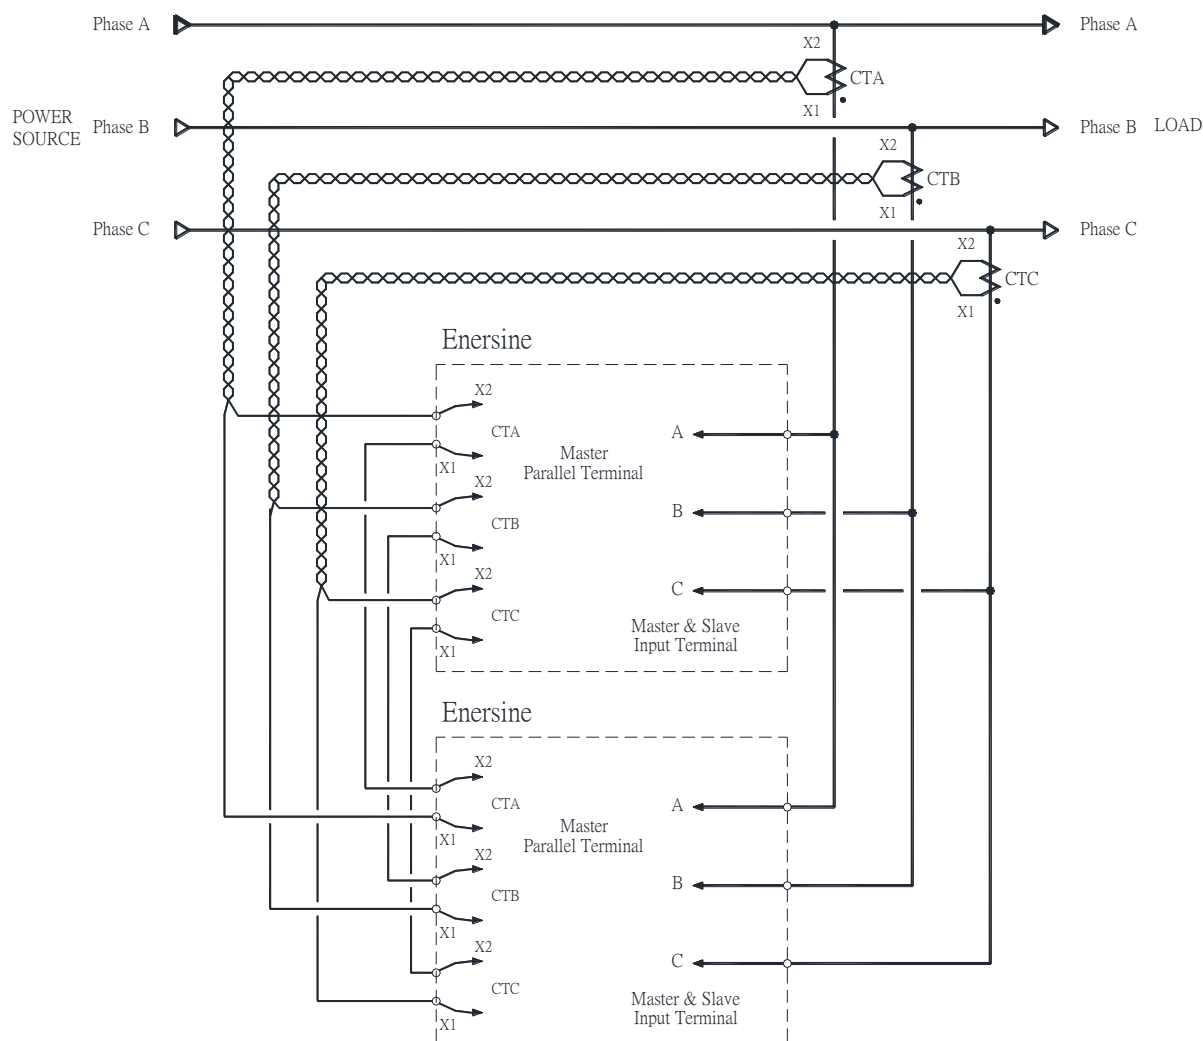 Phase A
Phase A
X2
CTA
X1
POWER
SOURCE
Phase B
Phase B
LOAD
X2
CTB
X1
Phase C
Phase C
X2
CTC
X1
Enersine
X2
CTA
X1
Master
Parallel Terminal
A
X2
CTB
X1
B
X2
CTC
X1
C
Master & Slave
Input Terminal
Enersine
X2
CTA
X1
Master
Parallel Terminal
A
X2
CTB
X1
B
X2
CTC
X1
C
Master & Slave
Input Terminal